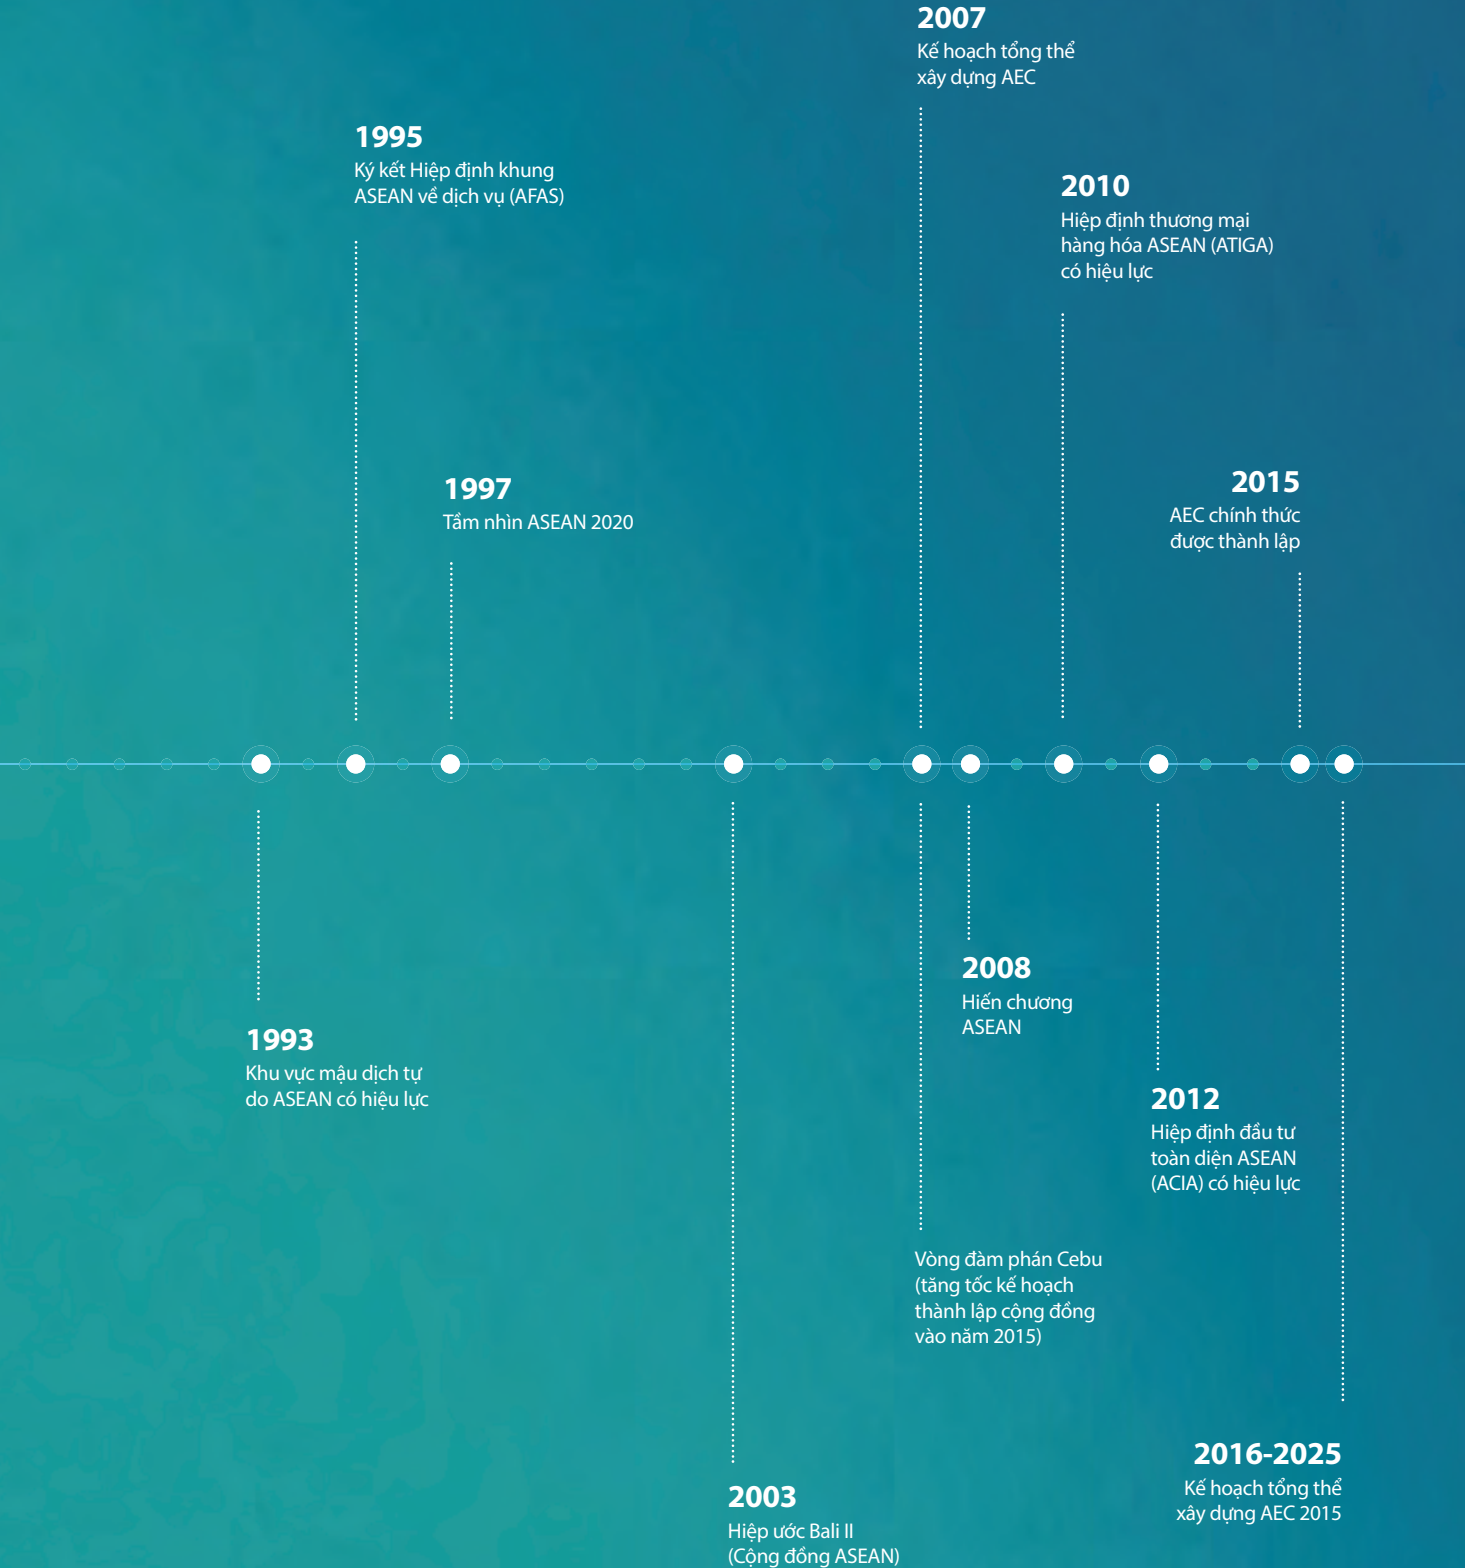 2007
Kế hoạch tổng thể
xây dựng AEC
1995
Ký kết Hiệp định khung
ASEAN về dịch vụ (AFAS)
2010
Hiệp định thương mại
hàng hóa ASEAN (ATIGA)
có hiệu lực
1997
Tầm nhìn ASEAN 2020
2015
AEC chính thức
được thành lập
2008
Hiến chương
ASEAN
1993
Khu vực mậu dịch tự
do ASEAN có hiệu lực
2012
Hiệp định đầu tư
toàn diện ASEAN
(ACIA) có hiệu lực
Vòng đàm phán Cebu
(tăng tốc kế hoạch
thành lập cộng đồng
vào năm 2015)
2016-2025
Kế hoạch tổng thể
xây dựng AEC 2015
2003
Hiệp ước Bali II
(Cộng đồng ASEAN)